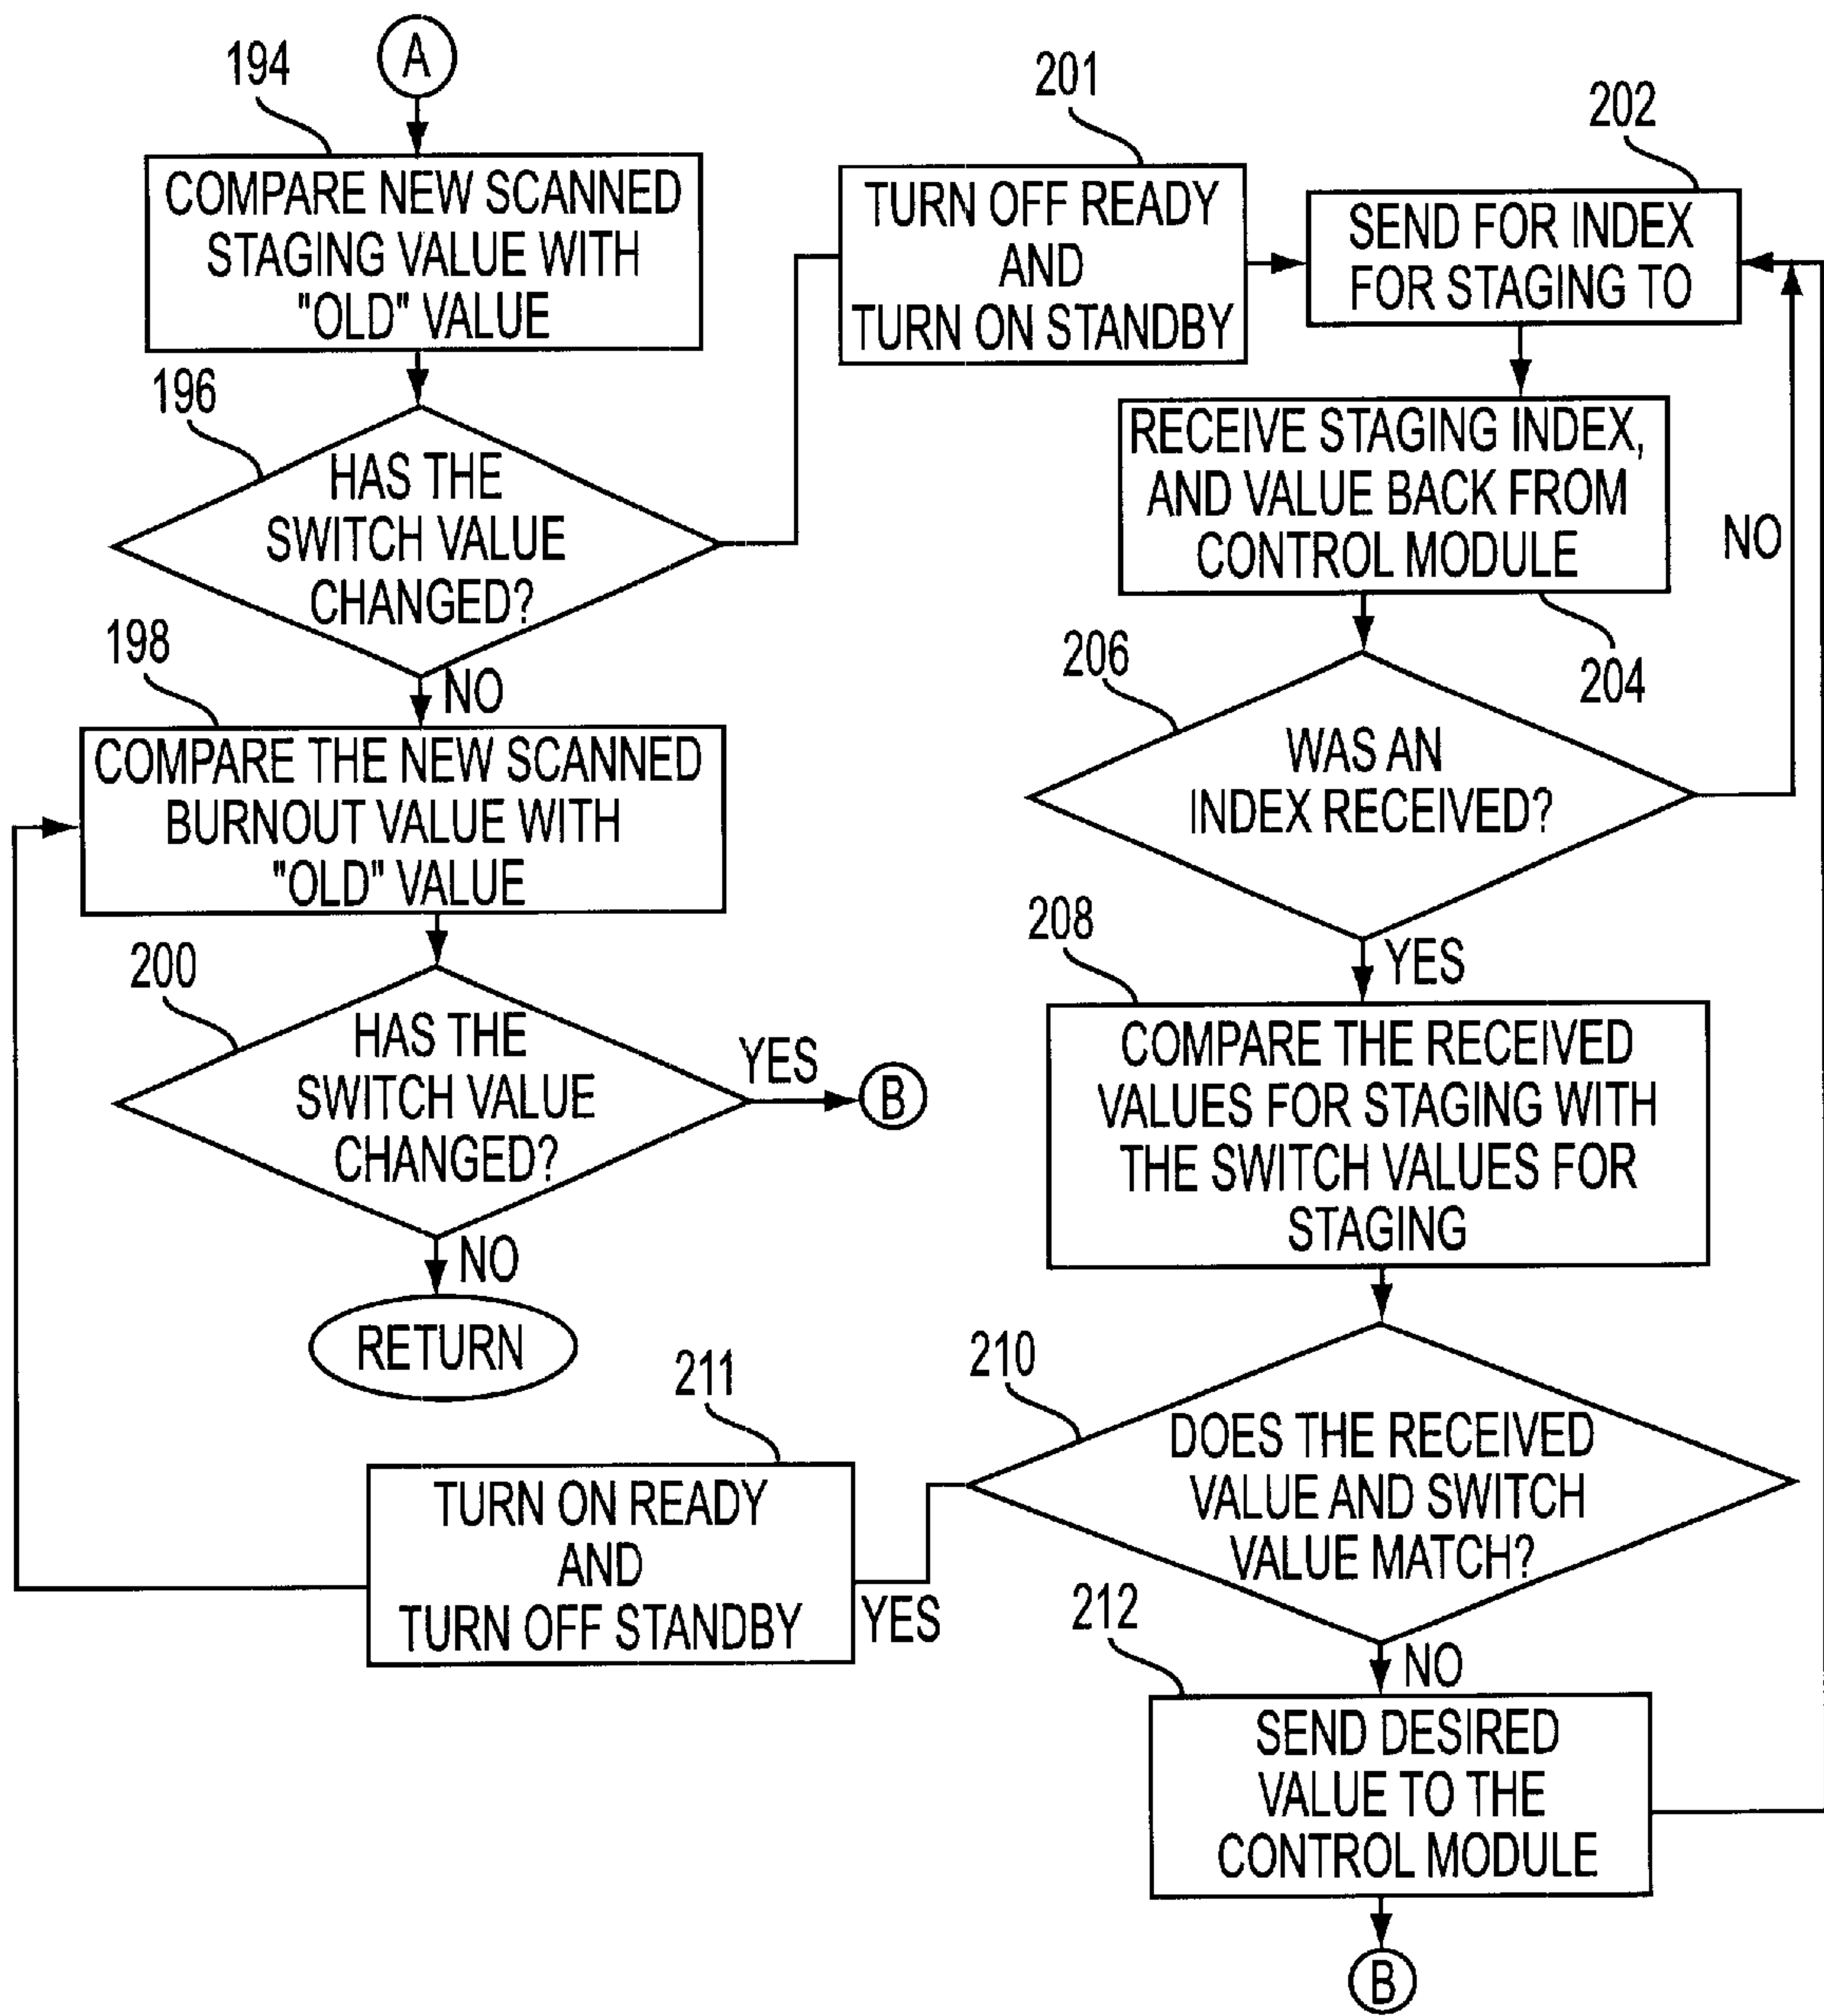 A
194
COMPARE NEW SCANNED
STAGING VALUE WITH
"OLD" VALUE
196
HAS THE
SWITCH VALUE
CHANGED?
NO
198
COMPARE THE NEW SCANNED
BURNOUT VALUE WITH
"OLD" VALUE
200
HAS THE
SWITCH VALUE
CHANGED?
YES
B
NO
RETURN
201
TURN OFF READY
AND
TURN ON STANDBY
202
SEND FOR INDEX
FOR STAGING TO
RECEIVE STAGING INDEX,
AND VALUE BACK FROM
CONTROL MODULE
204
NO
206
WAS AN
INDEX RECEIVED?
YES
208
COMPARE THE RECEIVED
VALUES FOR STAGING WITH
THE SWITCH VALUES FOR
STAGING
210
DOES THE RECEIVED
VALUE AND SWITCH
VALUE MATCH?
YES
211
TURN ON READY
AND
TURN OFF STANDBY
NO
212
SEND DESIRED
VALUE TO THE
CONTROL MODULE
B